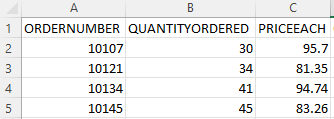 A B C
1 ORDERNUMBER QUANTITYORDERED PRICEEACH
2 10107 30 95.7
3 10121 34 81.35
4 10134 41 94.74
5 10145 45 83.26